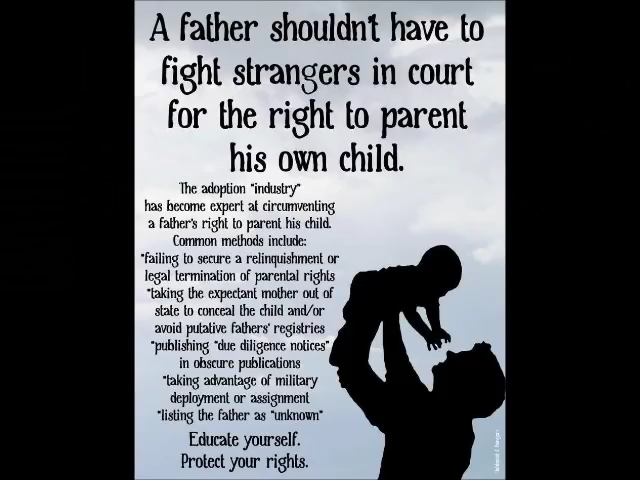 A father shouldn't have to
fight strangers in court
for the right to parent
his own child.
The adoption "industry"
has become expert at circumventing
a father's right to parent his child.
Common methods include:
*failing to secure a relinquishment or
legal termination of parental rights
*taking the expectant mother out of
state to conceal the child and/or
avoid putative fathers' registries
*publishing "due diligence notices"
in obscure publications
*taking advantage of military
deployment or assignment
*listing the father as "unknown"
Educate yourself.
Protect your rights.